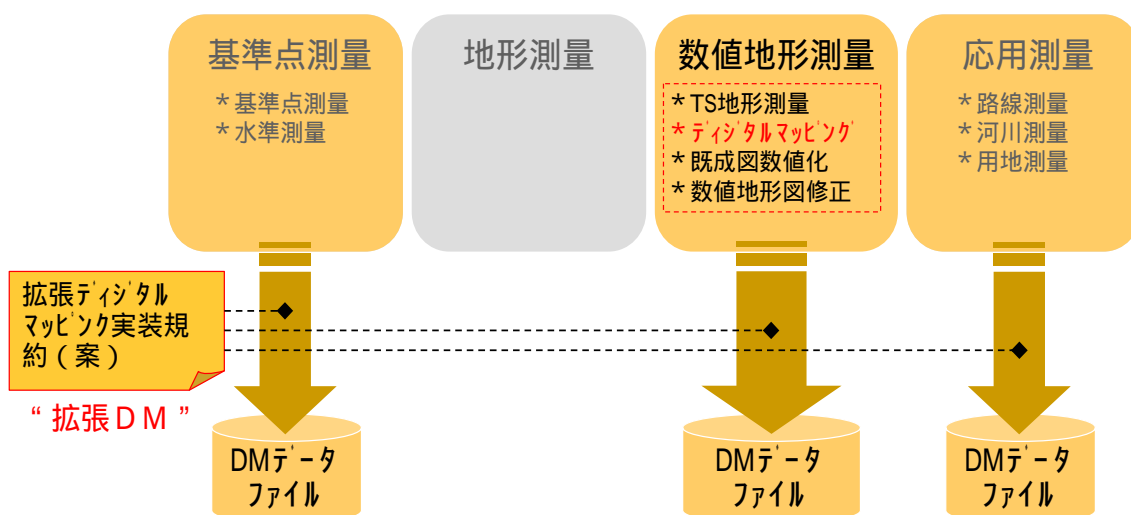 基準点測量
＊基準点測量
＊水準測量
地形測量
数値地形測量
＊TS地形測量
＊ﾃﾞｨｼﾞﾀﾙﾏｯﾋﾟﾝｸﾞ
＊既成図数値化
＊数値地形図修正
応用測量
＊路線測量
＊河川測量
＊用地測量
拡張ﾃﾞｨｼﾞﾀﾙ
ﾏｯﾋﾟﾝｸ実装規
約（案）
“拡張ＤＭ”
DMﾃﾞｰﾀ
ﾌｧｲﾙ
DMﾃﾞｰﾀ
ﾌｧｲﾙ
DMﾃﾞｰﾀ
ﾌｧｲﾙ